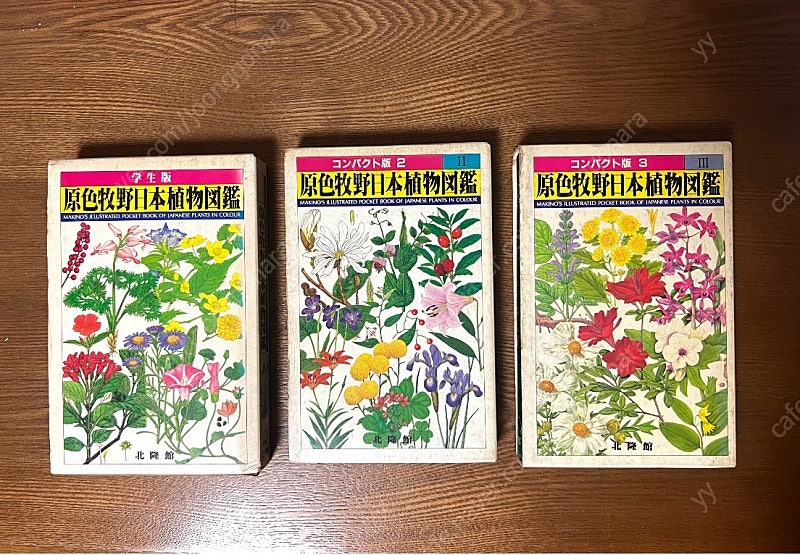 学生版
原色牧野日本植物図鑑
MAKINO'S ILLUSTRATED POCKET BOOK OF JAPANESE PLANTS IN COLOUR
北隆館
コンパクト版 2
II
原色牧野日本植物図鑑
MAKINO'S ILLUSTRATED POCKET BOOK OF JAPANESE PLANTS IN COLOUR
北隆館
コンパクト版 3
III
原色牧野日本植物図鑑
MAKINO'S ILLUSTRATED POCKET BOOK OF JAPANESE PLANTS IN COLOUR
北隆館